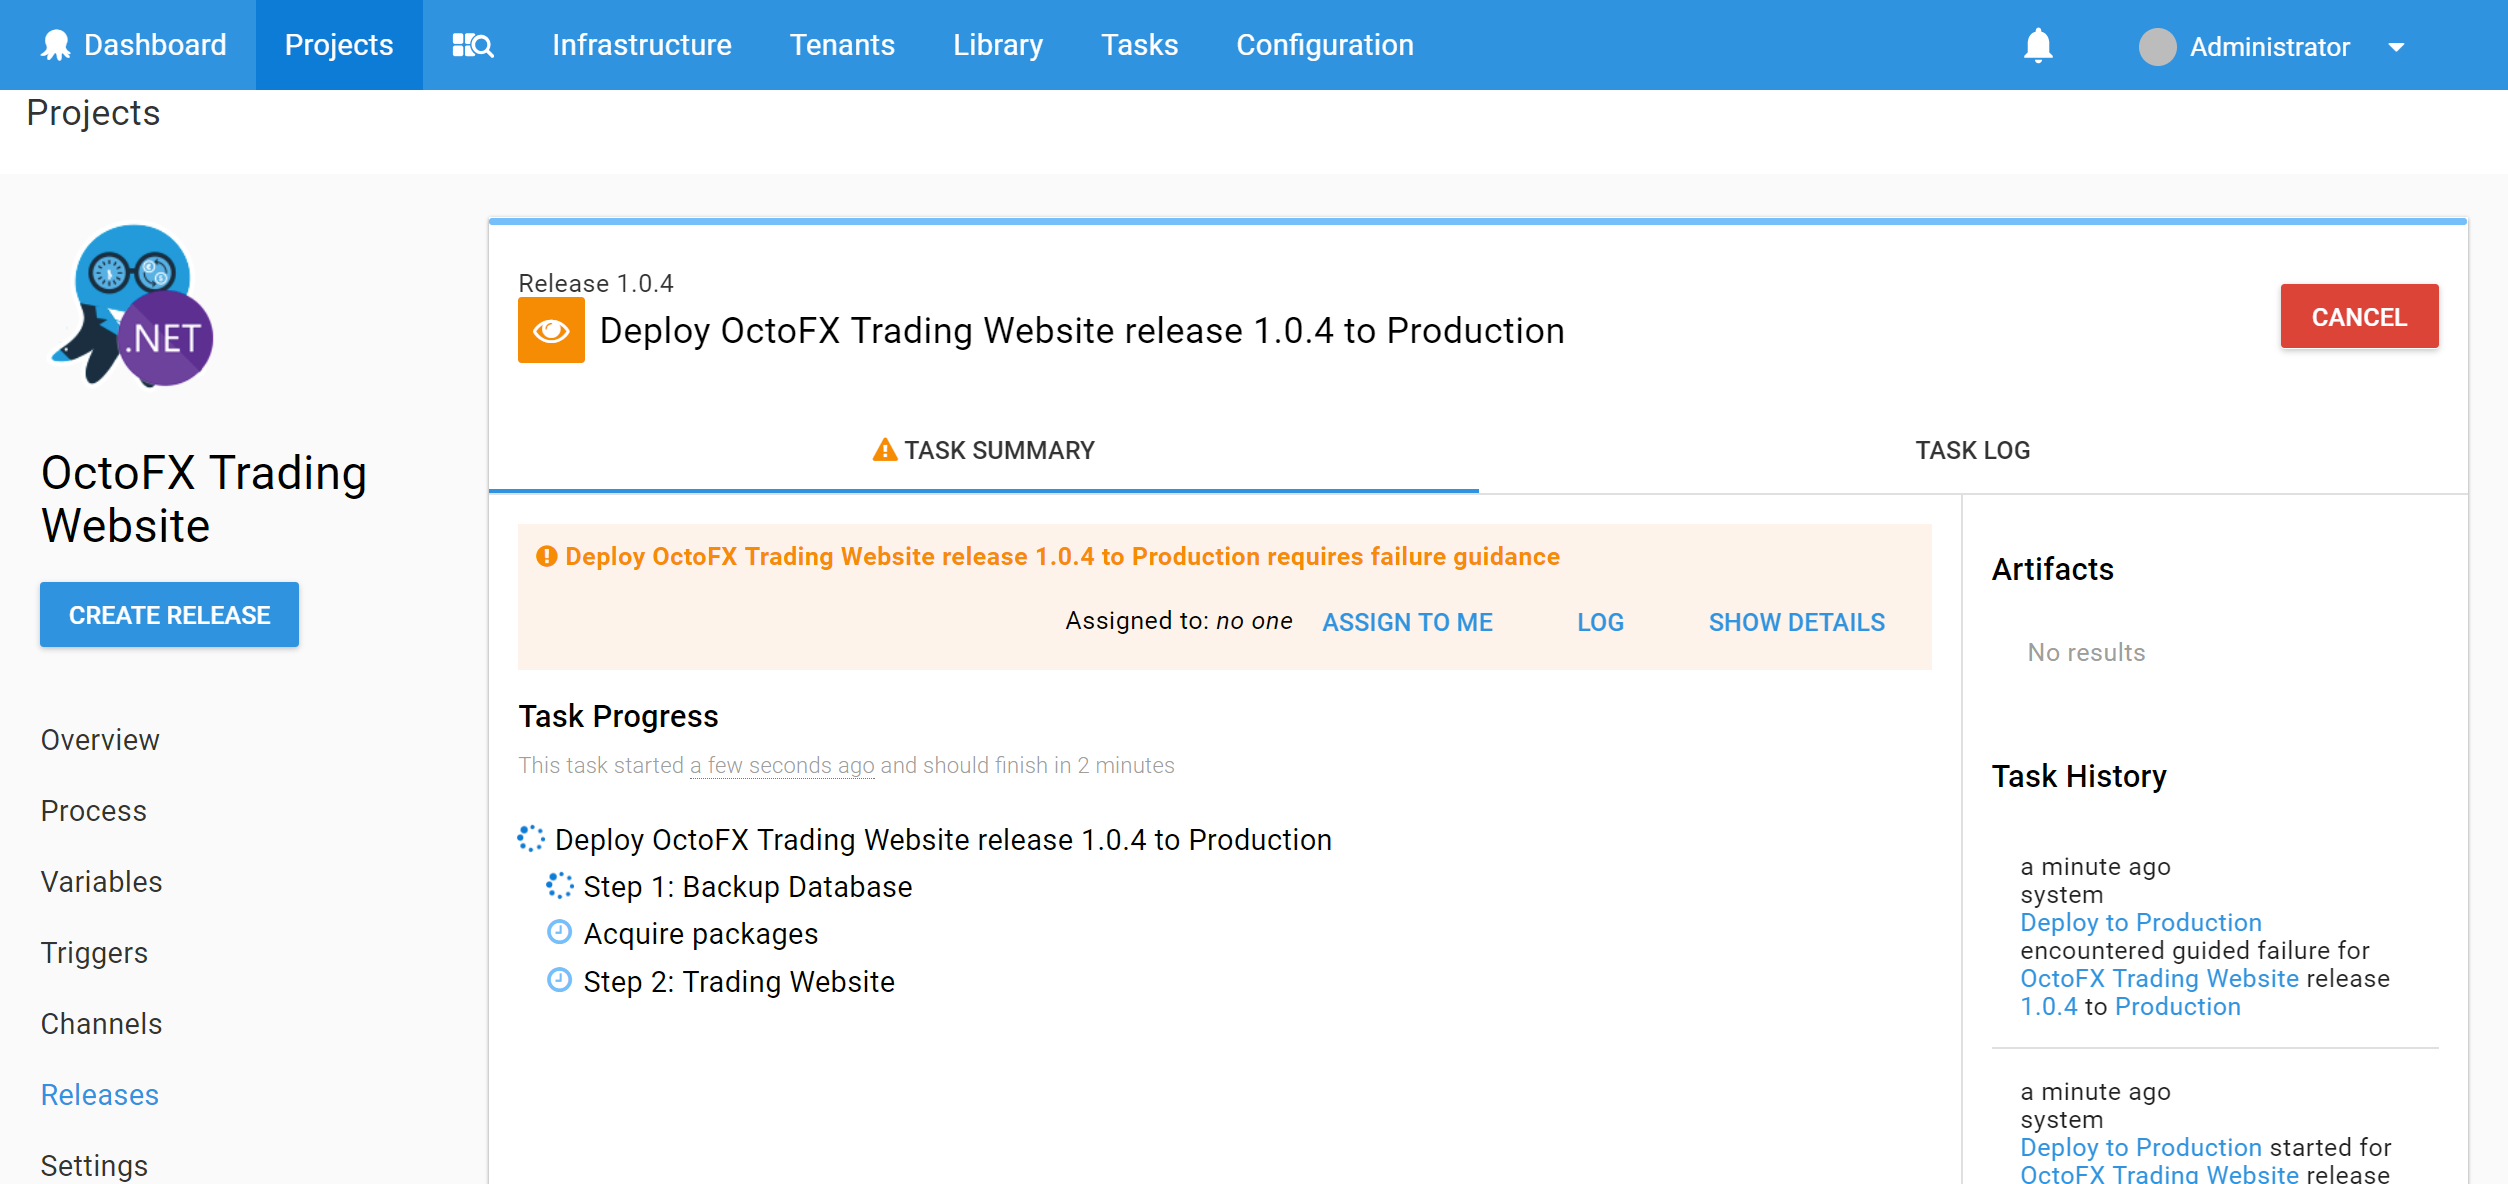 Dashboard
Projects
Infrastructure
Tenants
Library
Tasks
Configuration
Administrator
Projects
.NET
OctoFX Trading
Website
CREATE RELEASE
Overview
Process
Variables
Triggers
Channels
Releases
Settings
Release 1.0.4
Deploy OctoFX Trading Website release 1.0.4 to Production
CANCEL
TASK SUMMARY
TASK LOG
Deploy OctoFX Trading Website release 1.0.4 to Production requires failure guidance
Assigned to: no one
ASSIGN TO ME
LOG
SHOW DETAILS
Task Progress
This task started a few seconds ago and should finish in 2 minutes
Deploy OctoFX Trading Website release 1.0.4 to Production
Step 1: Backup Database
Acquire packages
Step 2: Trading Website
Artifacts
No results
Task History
a minute ago
system
Deploy to Production
encountered guided failure for
OctoFX Trading Website release
1.0.4 to Production
a minute ago
system
Deploy to Production started for
OctoFX Trading Website release